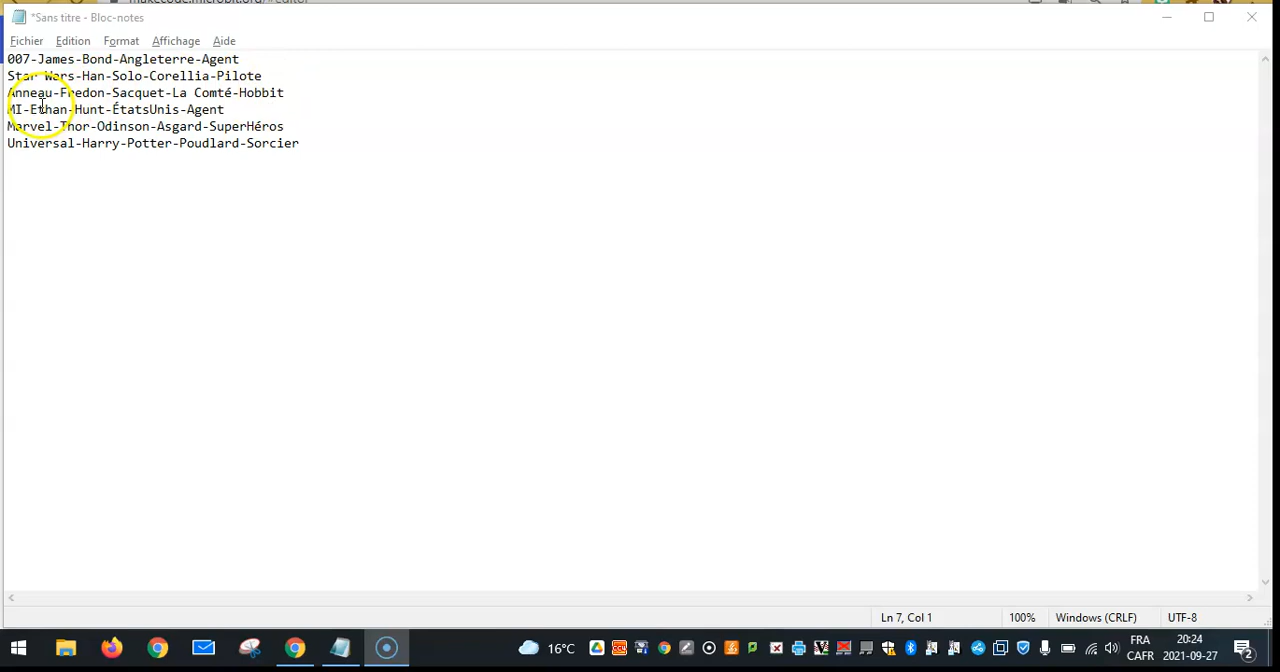 *Sans titre - Bloc-notes
Fichier Edition Format Affichage Aide
007-James-Bond-Angleterre-Agent
Star Wars-Han-Solo-Corellia-Pilote
Anneau-Fredon-Sacquet-La Comté-Hobbit
MI-Ethan-Hunt-ÉtatsUnis-Agent
Marvel-Thor-Odinson-Asgard-SuperHéros
Universal-Harry-Potter-Poudlard-Sorcier
Ln 7, Col 1 100% Windows (CRLF) UTF-8
16°C FRA 20:24
CAFR 2021-09-27 2